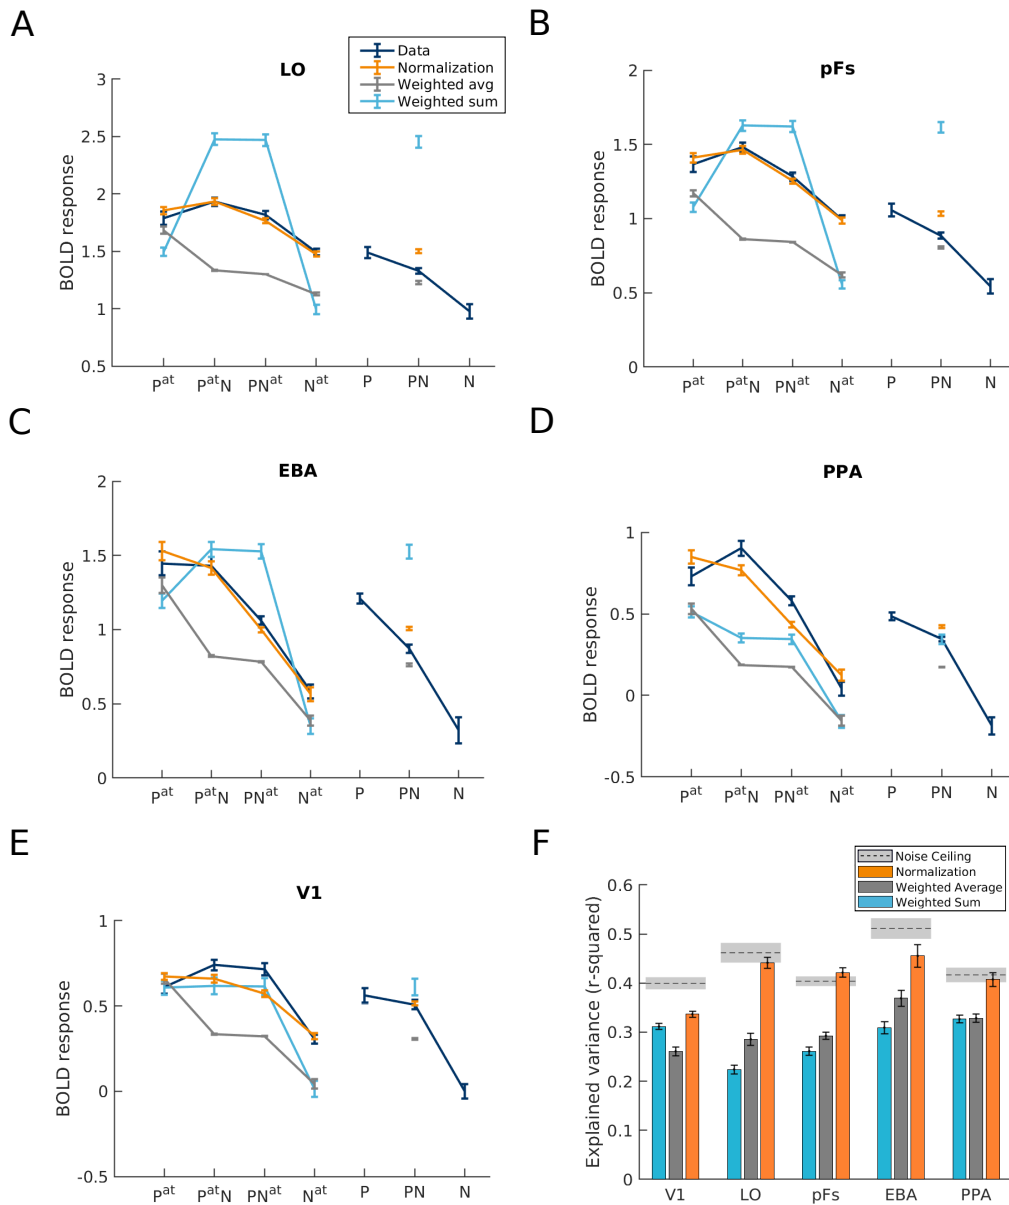 A
LO
Data
Normalization
Weighted avg
Weighted sum
BOLD response
3
2.5
2
1.5
1
0.5
Pat
PatN
PNat
Nat
P
PN
N
B
pFs
BOLD response
2
1.5
1
0.5
0
Pat
PatN
PNat
Nat
P
PN
N
C
EBA
BOLD response
2
1.5
1
0.5
0
Pat
PatN
PNat
Nat
P
PN
N
D
PPA
BOLD response
1
0.5
0
-0.5
Pat
PatN
PNat
Nat
P
PN
N
E
V1
BOLD response
1
0.5
0
-0.5
Pat
PatN
PNat
Nat
P
PN
N
F
Noise Ceiling
Normalization
Weighted Average
Weighted Sum
Explained variance (r-squared)
0.6
0.5
0.4
0.3
0.2
0.1
0
V1
LO
pFs
EBA
PPA